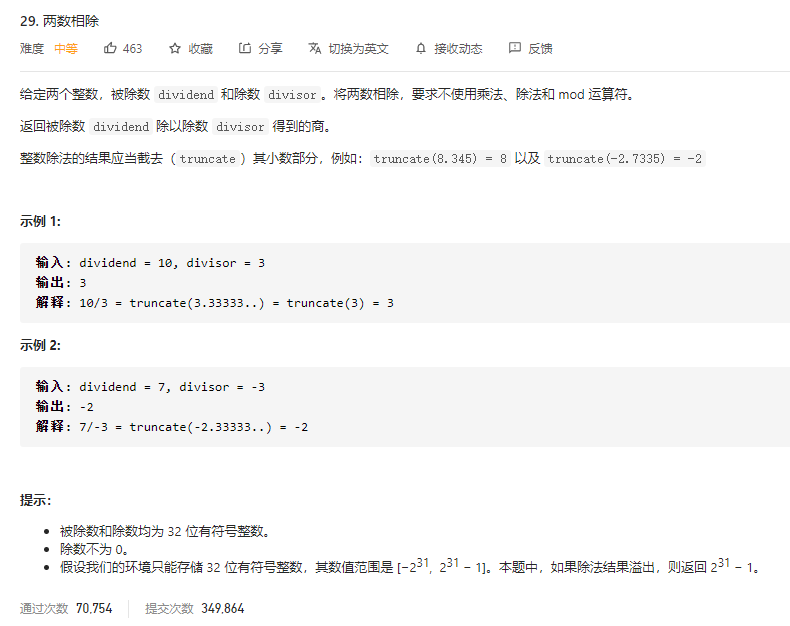 29. 两数相除
难度 中等 463 收藏 分享 切换为英文 接收动态 反馈
给定两个整数，被除数 dividend 和除数 divisor。将两数相除，要求不使用乘法、除法和 mod 运算符。
返回被除数 dividend 除以除数 divisor 得到的商。
整数除法的结果应当截去（truncate）其小数部分，例如：truncate(8.345) = 8 以及 truncate(-2.7335) = -2
示例 1:
输入: dividend = 10, divisor = 3
输出: 3
解释: 10/3 = truncate(3.33333..) = truncate(3) = 3
示例 2:
输入: dividend = 7, divisor = -3
输出: -2
解释: 7/-3 = truncate(-2.33333..) = -2
提示：
• 被除数和除数均为 32 位有符号整数。
• 除数不为 0。
• 假设我们的环境只能存储 32 位有符号整数，其数值范围是 [−2³¹, 2³¹ − 1]。本题中，如果除法结果溢出，则返回 2³¹ − 1。
通过次数 70,754 提交次数 349,864